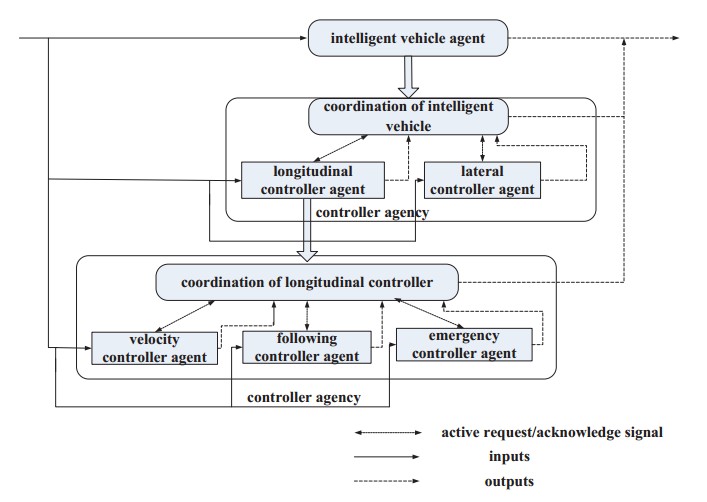 intelligent vehicle agent
coordination of intelligent
vehicle
longitudinal
controller agent
lateral
controller agent
controller agency
coordination of longitudinal controller
velocity
controller agent
following
controller agent
emergency
controller agent
controller agency
active request/acknowledge signal
inputs
outputs